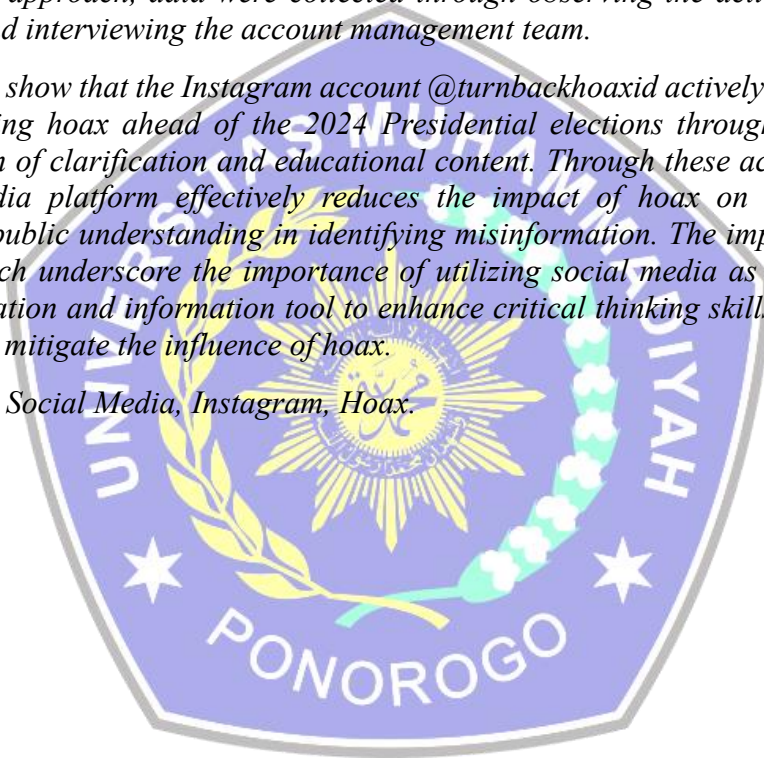 approach, data were collected through observing the
d interviewing the account management team.
show that the Instagram account @turnbackhoaxid actively
ing hoax ahead of the 2024 Presidential elections through
n of clarification and educational content. Through these ac
dia platform effectively reduces the impact of hoax on
public understanding in identifying misinformation. The imp
ch underscore the importance of utilizing social media as
ation and information tool to enhance critical thinking skill
mitigate the influence of hoax.
Social Media, Instagram, Hoax.
UNIVERSITAS MUHAMMADIYAH
PONOROGO